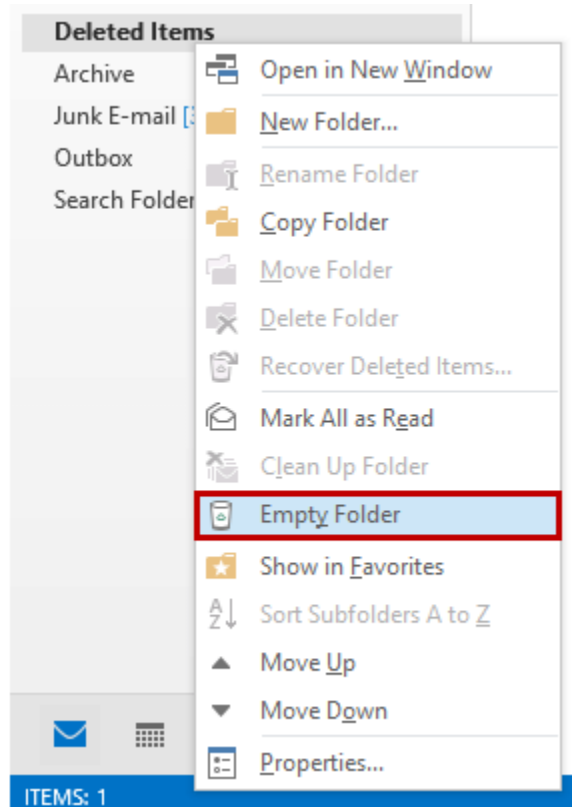 Deleted Items
Archive
Junk E-mail
Outbox
Search Folder
Open in New Window
New Folder...
Rename Folder
Copy Folder
Move Folder
Delete Folder
Recover Deleted Items...
Mark All as Read
Clean Up Folder
Empty Folder
Show in Favorites
Sort Subfolders A to Z
Move Up
Move Down
Properties...
ITEMS: 1